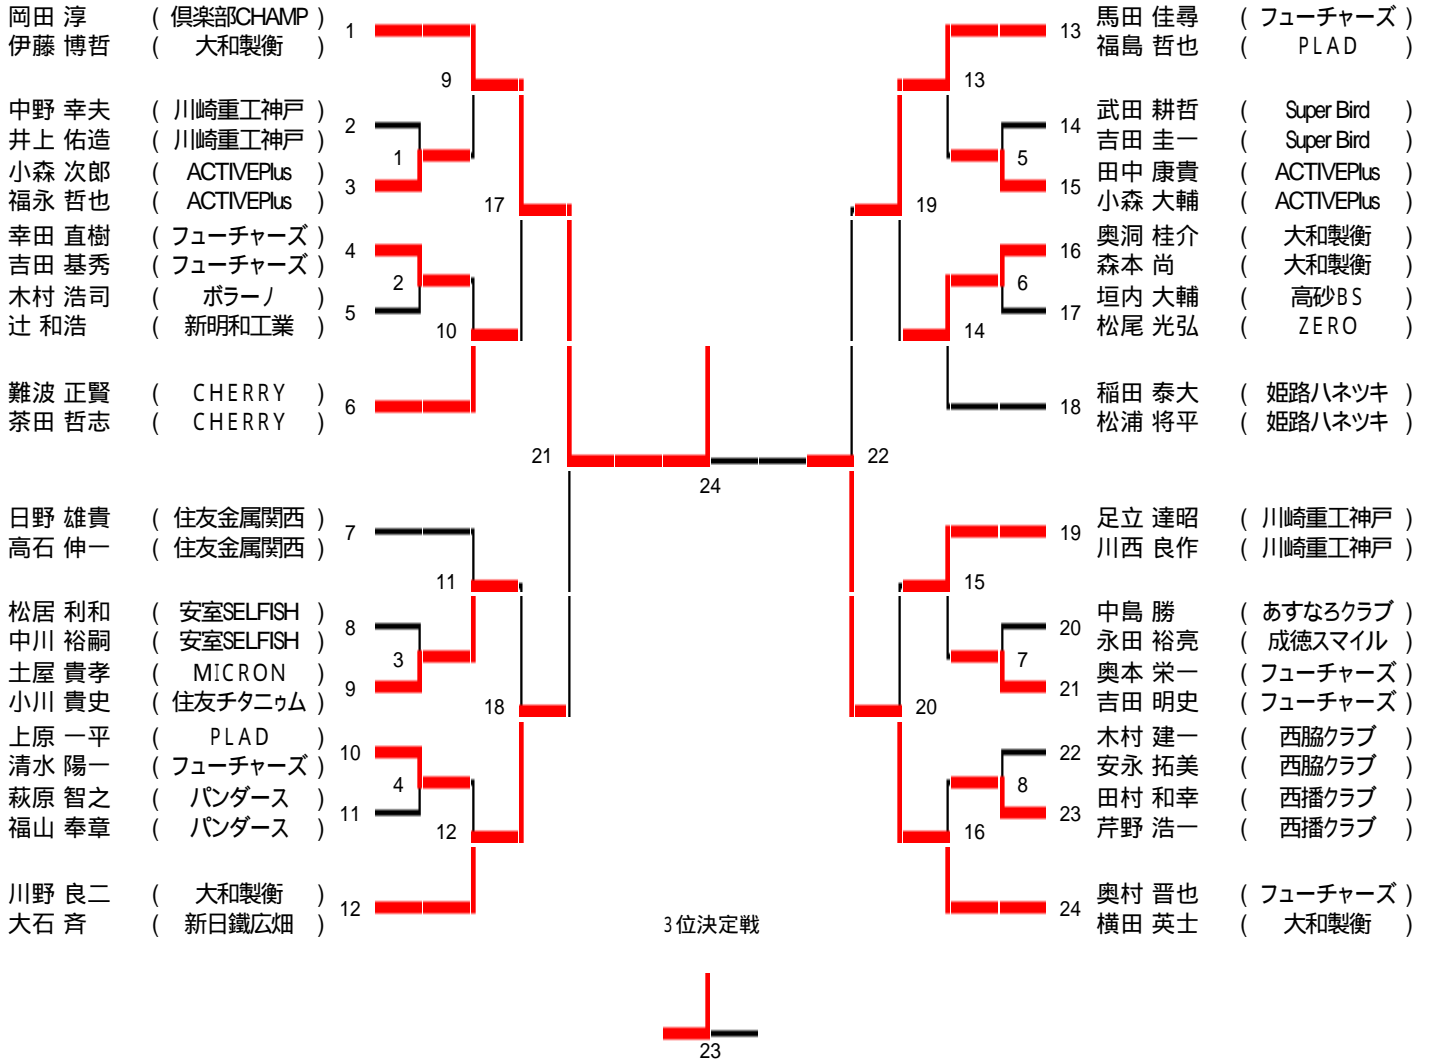 岡田 淳 ( 倶楽部CHAMP ) 1
伊藤 博哲 ( 大和製衡 )
9
中野 幸夫 ( 川崎重工神戸 ) 2
井上 佑造 ( 川崎重工神戸 )
1
小森 次郎 ( ACTIVEPlus ) 3
福永 哲也 ( ACTIVEPlus )
17
幸田 直樹 ( フューチャーズ ) 4
吉田 基秀 ( フューチャーズ )
2
木村 浩司 ( ボラーノ ) 5
辻 和浩 ( 新明和工業 )
10
難波 正賢 ( CHERRY ) 6
茶田 哲志 ( CHERRY )
21
日野 雄貴 ( 住友金属関西 ) 7
高石 伸一 ( 住友金属関西 )
11
松居 利和 ( 安室SELFISH ) 8
中川 裕嗣 ( 安室SELFISH )
3
土屋 貴孝 ( MICRON ) 9
小川 貴史 ( 住友チタニゥム )
18
上原 一平 ( PLAD ) 10
清水 陽一 ( フューチャーズ )
4
萩原 智之 ( パンダース ) 11
福山 奉章 ( パンダース )
12
川野 良二 ( 大和製衡 ) 12
大石 斉 ( 新日鐵広畑 )
24
13 馬田 佳尋 ( フューチャーズ )
福島 哲也 ( PLAD )
13
14 武田 耕哲 ( Super Bird )
吉田 圭一 ( Super Bird )
5
15 田中 康貴 ( ACTIVEPlus )
小森 大輔 ( ACTIVEPlus )
19
16 奥洞 桂介 ( 大和製衡 )
森本 尚 ( 大和製衡 )
6
17 垣内 大輔 ( 高砂BS )
松尾 光弘 ( ZERO )
14
18 稲田 泰大 ( 姫路ハネツキ )
松浦 将平 ( 姫路ハネツキ )
22
19 足立 達昭 ( 川崎重工神戸 )
川西 良作 ( 川崎重工神戸 )
15
20 中島 勝 ( あすなろクラブ )
永田 裕亮 ( 成徳スマイル )
7
21 奥本 栄一 ( フューチャーズ )
吉田 明史 ( フューチャーズ )
20
22 木村 建一 ( 西脇クラブ )
安永 拓美 ( 西脇クラブ )
8
23 田村 和幸 ( 西播クラブ )
芹野 浩一 ( 西播クラブ )
16
24 奥村 晋也 ( フューチャーズ )
横田 英士 ( 大和製衡 )
3位決定戦
23